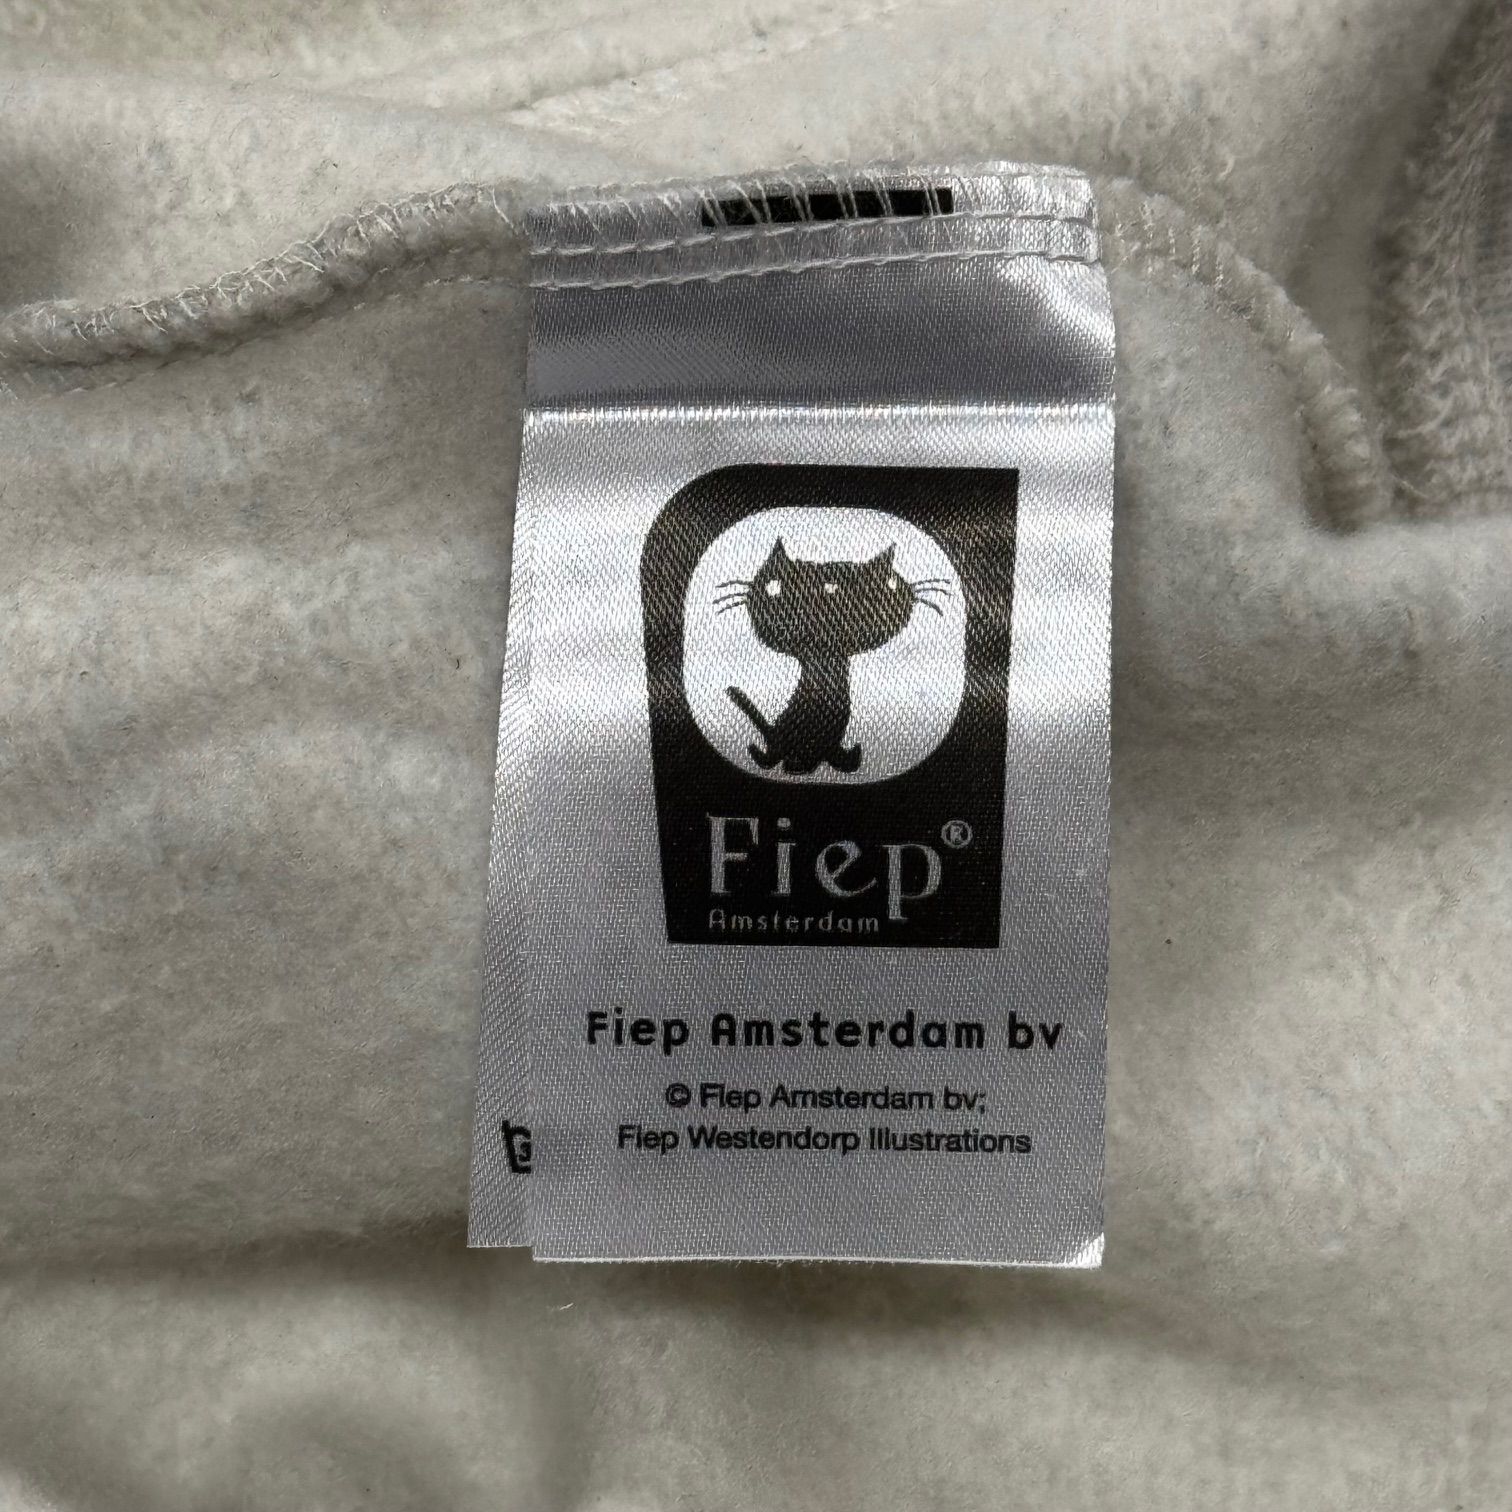 Fiep®
Amsterdam
Fiep Amsterdam bv
© Fiep Amsterdam bv;
Fiep Westendorp Illustrations